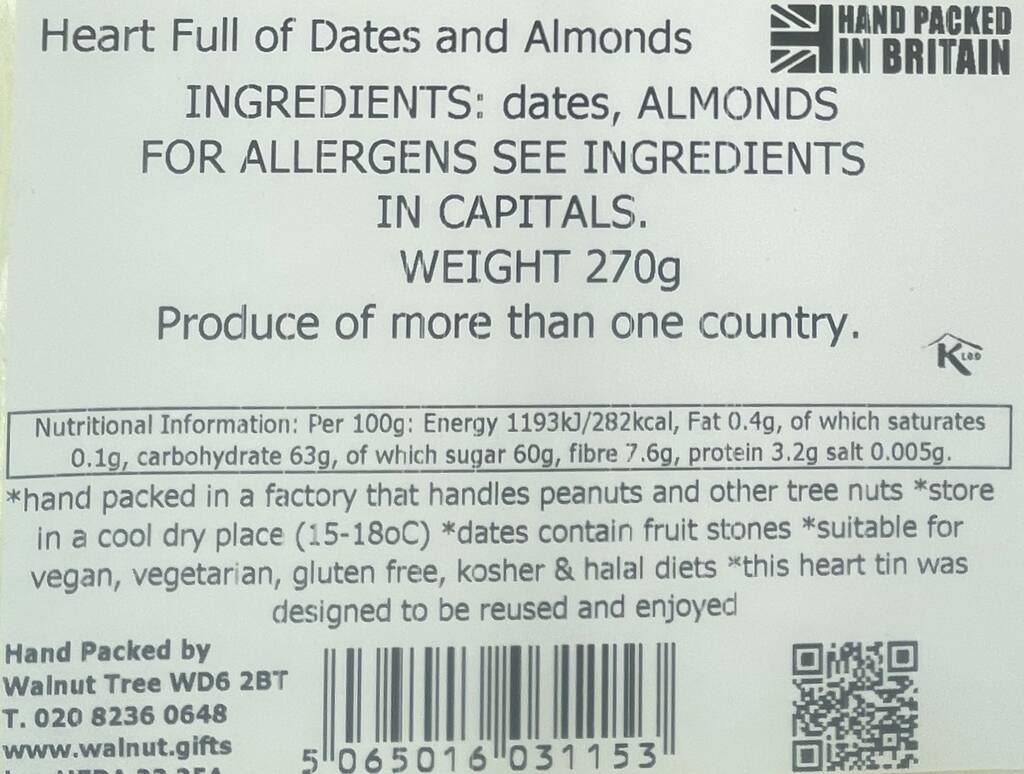 Heart Full of Dates and Almonds
HAND PACKED
IN BRITAIN
INGREDIENTS: dates, ALMONDS
FOR ALLERGENS SEE INGREDIENTS
IN CAPITALS.
WEIGHT 270g
Produce of more than one country.
K LBD
Nutritional Information: Per 100g: Energy 1193kJ/282kcal, Fat 0.4g, of which saturates
0.1g, carbohydrate 63g, of which sugar 60g, fibre 7.6g, protein 3.2g salt 0.005g.
*hand packed in a factory that handles peanuts and other tree nuts *store
in a cool dry place (15-18oC) *dates contain fruit stones *suitable for
vegan, vegetarian, gluten free, kosher & halal diets *this heart tin was
designed to be reused and enjoyed
Hand Packed by
Walnut Tree WD6 2BT
T. 020 8236 0648
www.walnut.gifts
5 065016 031153